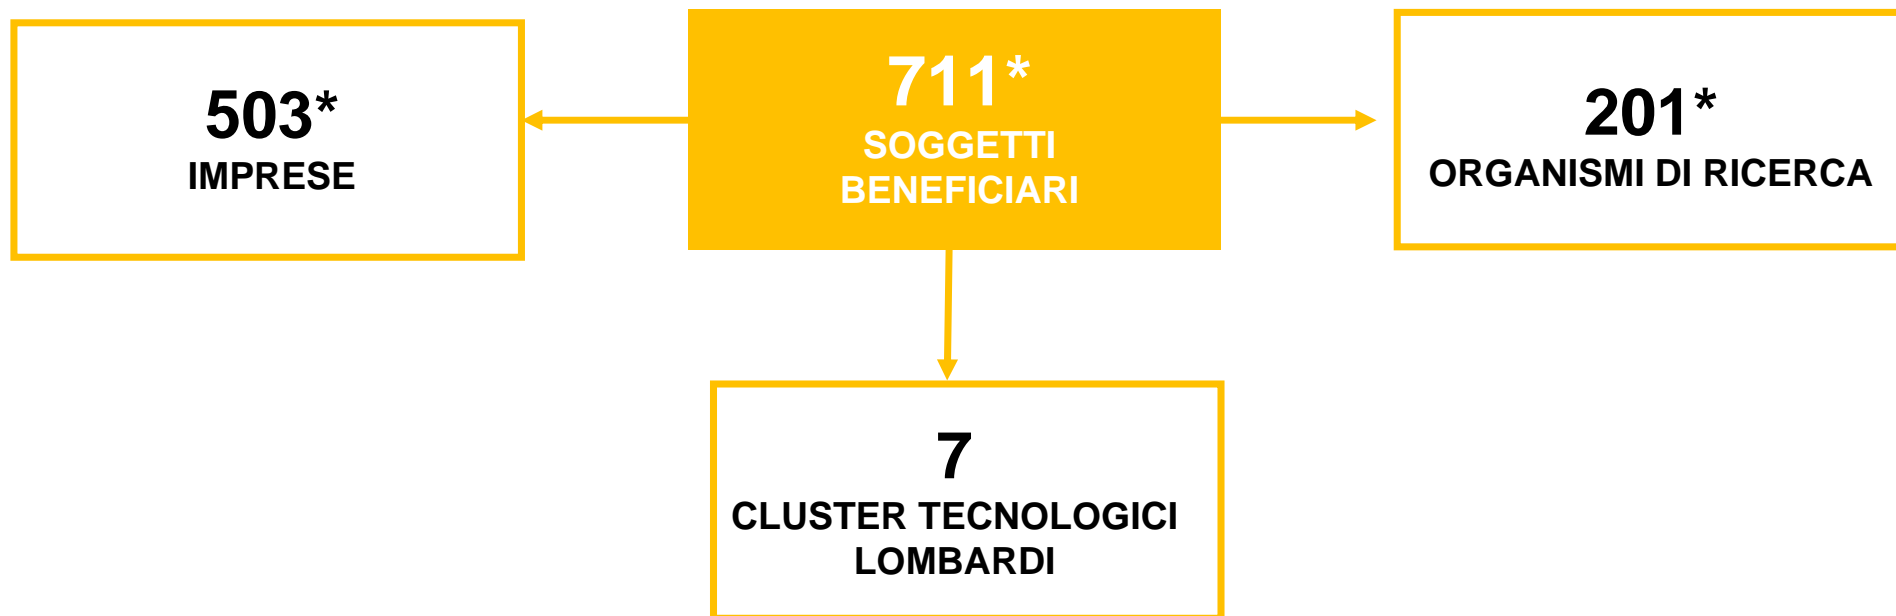 503*
IMPRESE
711*
SOGGETTI
BENEFICIARI
201*
ORGANISMI DI RICERCA
7
CLUSTER TECNOLOGICI
LOMBARDI